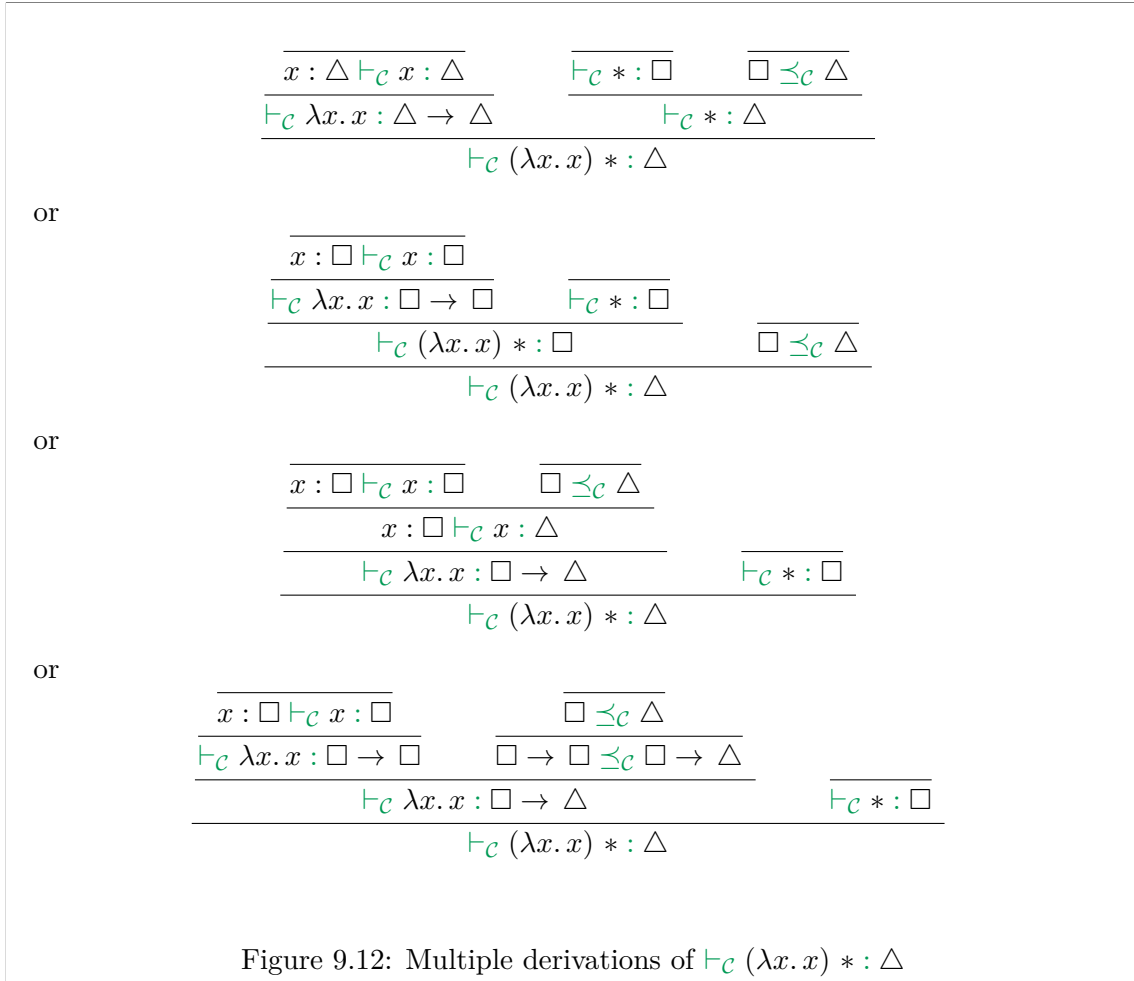 x : △ ⊢𝒞 x : △ ⊢𝒞 ∗ : □ □ ⪯𝒞 △
⊢𝒞 λx. x : △ → △ ⊢𝒞 ∗ : △
⊢𝒞 (λx. x) ∗ : △
or
x : □ ⊢𝒞 x : □
⊢𝒞 λx. x : □ → □ ⊢𝒞 ∗ : □
⊢𝒞 (λx. x) ∗ : □ □ ⪯𝒞 △
⊢𝒞 (λx. x) ∗ : △
or
x : □ ⊢𝒞 x : □ □ ⪯𝒞 △
x : □ ⊢𝒞 x : △
⊢𝒞 λx. x : □ → △ ⊢𝒞 ∗ : □
⊢𝒞 (λx. x) ∗ : △
or
x : □ ⊢𝒞 x : □ □ ⪯𝒞 △
⊢𝒞 λx. x : □ → □ □ → □ ⪯𝒞 □ → △
⊢𝒞 λx. x : □ → △ ⊢𝒞 ∗ : □
⊢𝒞 (λx. x) ∗ : △
Figure 9.12: Multiple derivations of ⊢𝒞 (λx. x) ∗ : △